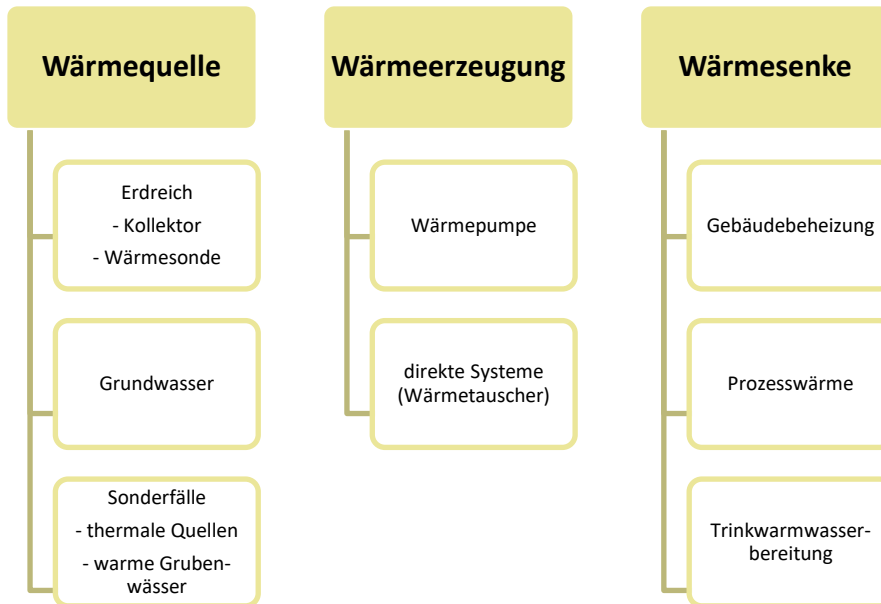 Wärmequelle
Erdreich
- Kollektor
- Wärmesonde
Grundwasser
Sonderfälle
- thermale Quellen
- warme Gruben-
wässer
Wärmeerzeugung
Wärmepumpe
direkte Systeme
(Wärmetauscher)
Wärmesenke
Gebäudebeheizung
Prozesswärme
Trinkwarmwasser-
bereitung